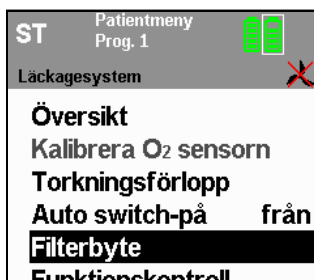 ST
Patientmeny
Prog. 1
Läckagesystem
Översikt
Kalibrera O2 sensorn
Torkningsförlopp
Auto switch-på från
Filterbyte
Funktionskontroll